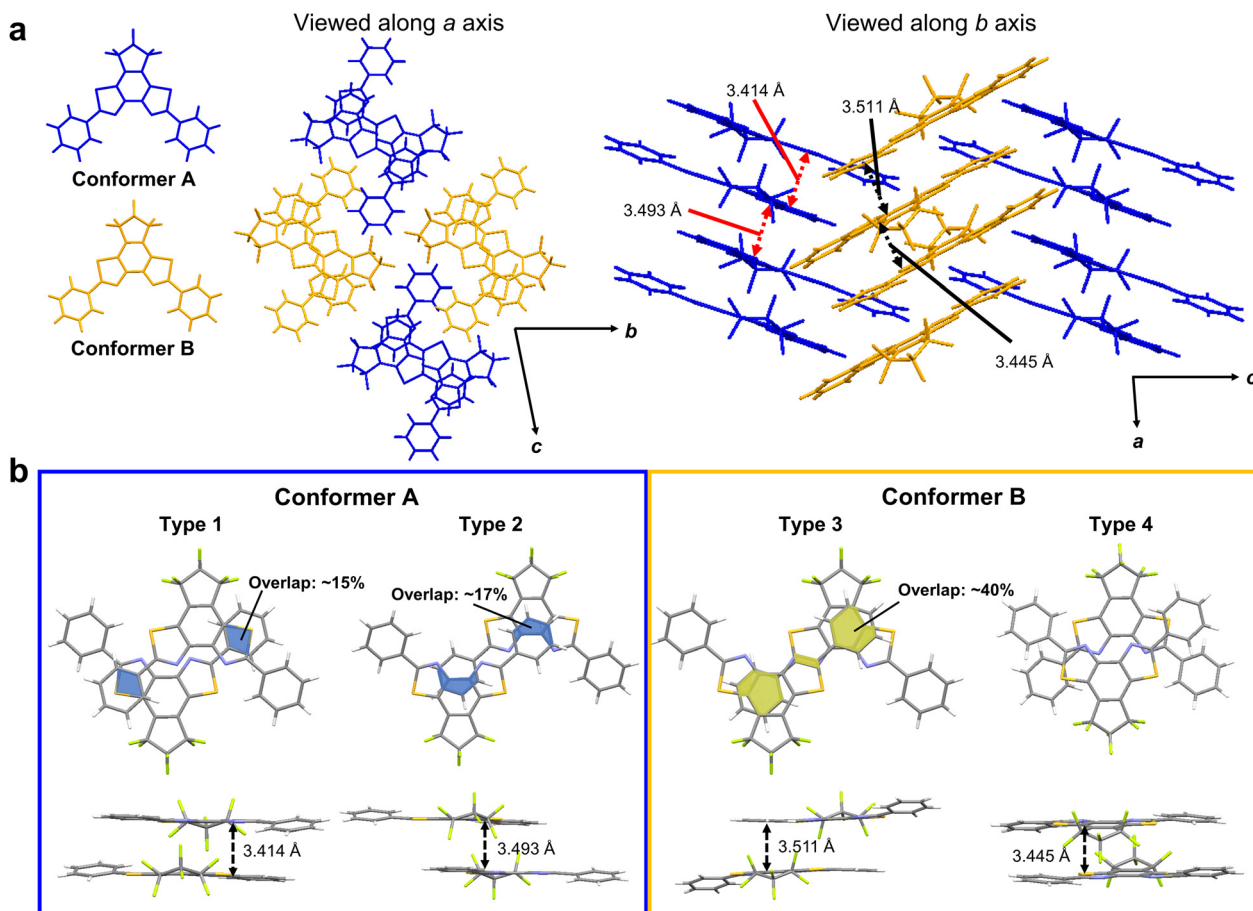 a
Viewed along a axis
Viewed along b axis
3.414 Å
3.511 Å
3.493 Å
Conformer A
Conformer B
b
c
3.445 Å
c
a
b
Conformer A
Conformer B
Type 1
Type 2
Type 3
Type 4
Overlap: ~15%
Overlap: ~17%
Overlap: ~40%
3.414 Å
3.493 Å
3.511 Å
3.445 Å